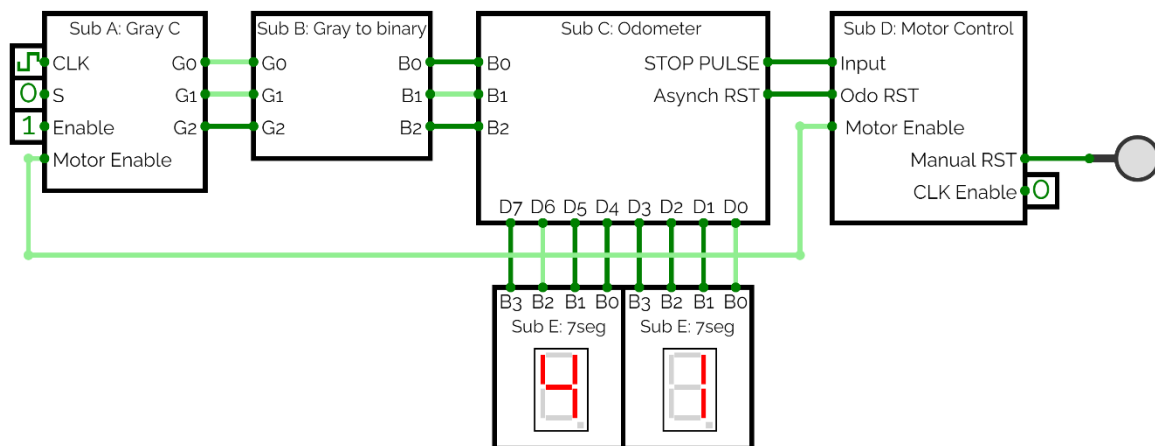 Sub A: Gray C
CLK
S
Enable
Motor Enable
0
1
G0
G1
G2
Sub B: Gray to binary
G0
G1
G2
B0
B1
B2
Sub C: Odometer
B0
B1
B2
STOP PULSE
Asynch RST
D7 D6 D5 D4 D3 D2 D1 D0
Sub D: Motor Control
Input
Odo RST
Motor Enable
Manual RST
CLK Enable
0
B3 B2 B1 B0
Sub E: 7seg
4
B3 B2 B1 B0
Sub E: 7seg
1